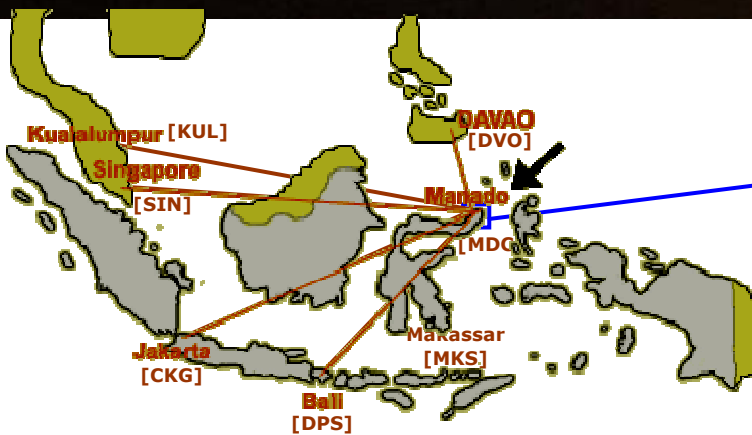 DAVAO
[DVO]
Kualalumpur [KUL]
Singapore
[SIN]
Manado
[MDC
Makassar
[MKS]
Jakarta
[CKG]
Bali
[DPS]